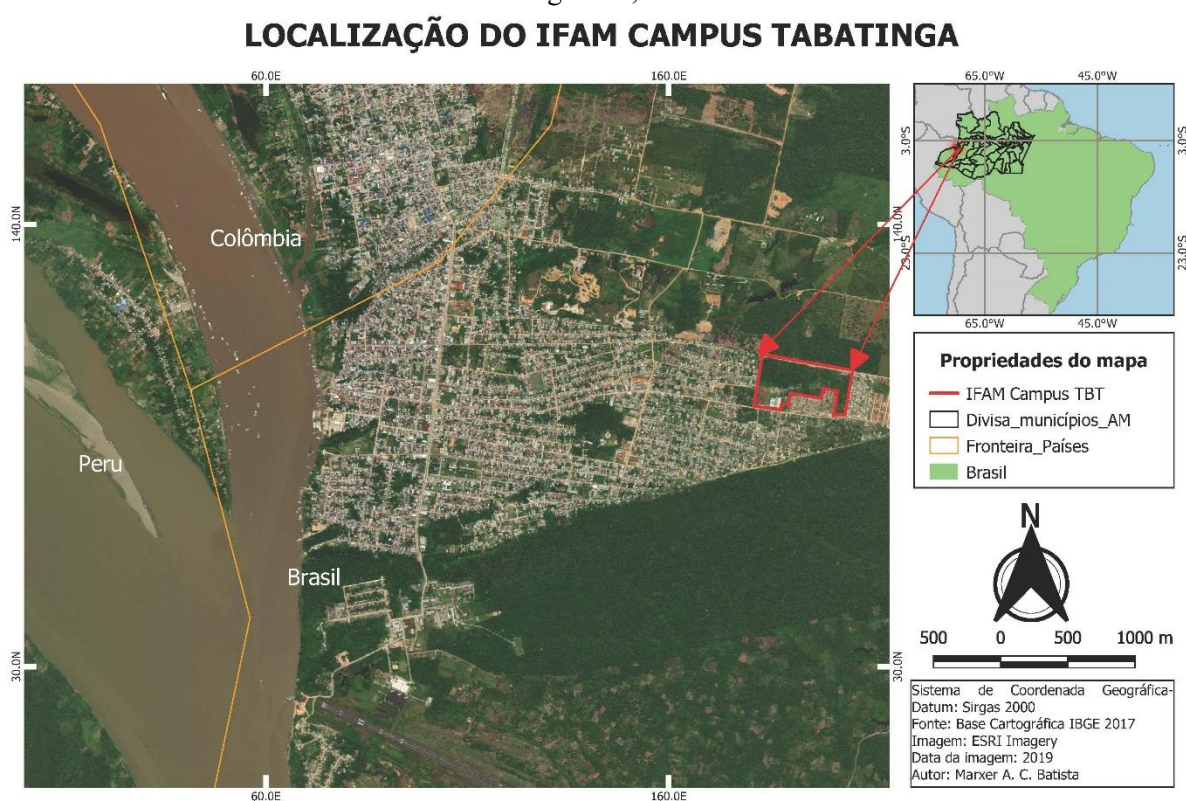 LOCALIZAÇÃO DO IFAM CAMPUS TABATINGA
60.0E 160.0E
140.0N 140.0N
Colômbia
Peru
Brasil
30.0N 30.0N
60.0E 160.0E
65.0°W 45.0°W
3.0°S 3.0°S
23.0°S 23.0°S
65.0°W 45.0°W
Propriedades do mapa
IFAM Campus TBT
Divisa_municípios_AM
Fronteira_Países
Brasil
N
500 0 500 1000 m
Sistema de Coordenada Geográfica-
Datum: Sirgas 2000
Fonte: Base Cartográfica IBGE 2017
Imagem: ESRI Imagery
Data da imagem: 2019
Autor: Marxer A. C. Batista